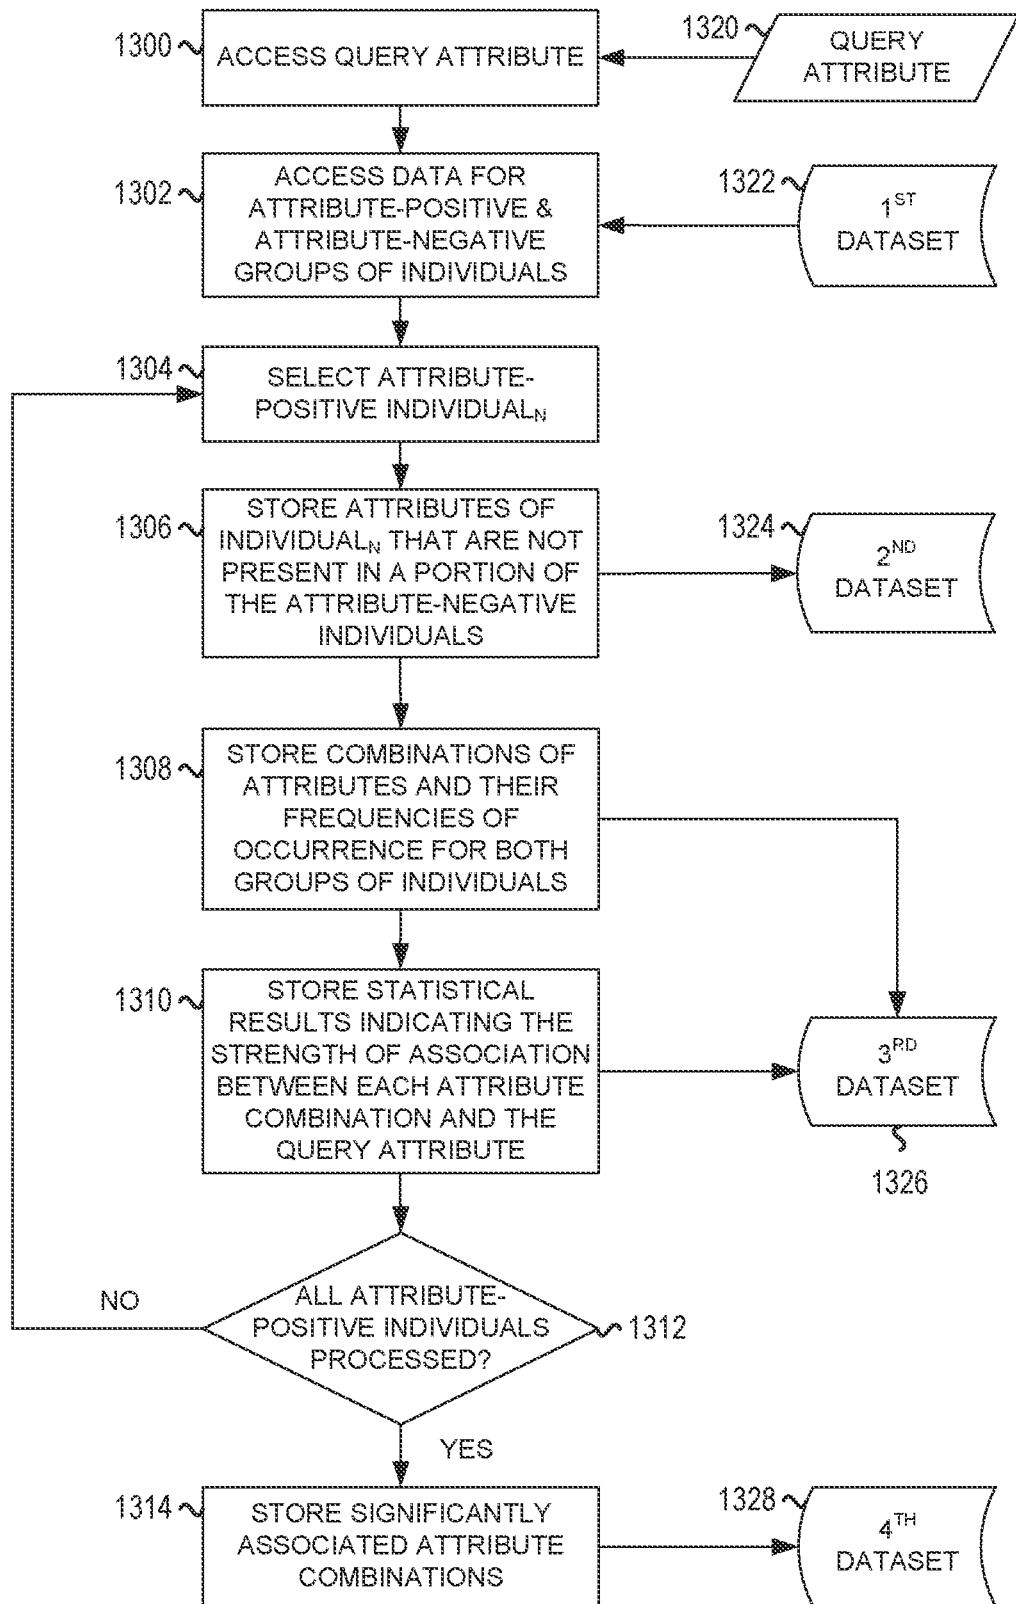 1300
ACCESS QUERY ATTRIBUTE
1320
QUERY
ATTRIBUTE
1302
ACCESS DATA FOR
ATTRIBUTE-POSITIVE &
ATTRIBUTE-NEGATIVE
GROUPS OF INDIVIDUALS
1322
1ST
DATASET
1304
SELECT ATTRIBUTE-
POSITIVE INDIVIDUALN
1306
STORE ATTRIBUTES OF
INDIVIDUALN THAT ARE NOT
PRESENT IN A PORTION OF
THE ATTRIBUTE-NEGATIVE
INDIVIDUALS
1324
2ND
DATASET
1308
STORE COMBINATIONS OF
ATTRIBUTES AND THEIR
FREQUENCIES OF
OCCURRENCE FOR BOTH
GROUPS OF INDIVIDUALS
1310
STORE STATISTICAL
RESULTS INDICATING THE
STRENGTH OF ASSOCIATION
BETWEEN EACH ATTRIBUTE
COMBINATION AND THE
QUERY ATTRIBUTE
3RD
DATASET
1326
NO
ALL ATTRIBUTE-
POSITIVE INDIVIDUALS
PROCESSED?
1312
YES
1314
STORE SIGNIFICANTLY
ASSOCIATED ATTRIBUTE
COMBINATIONS
1328
4TH
DATASET